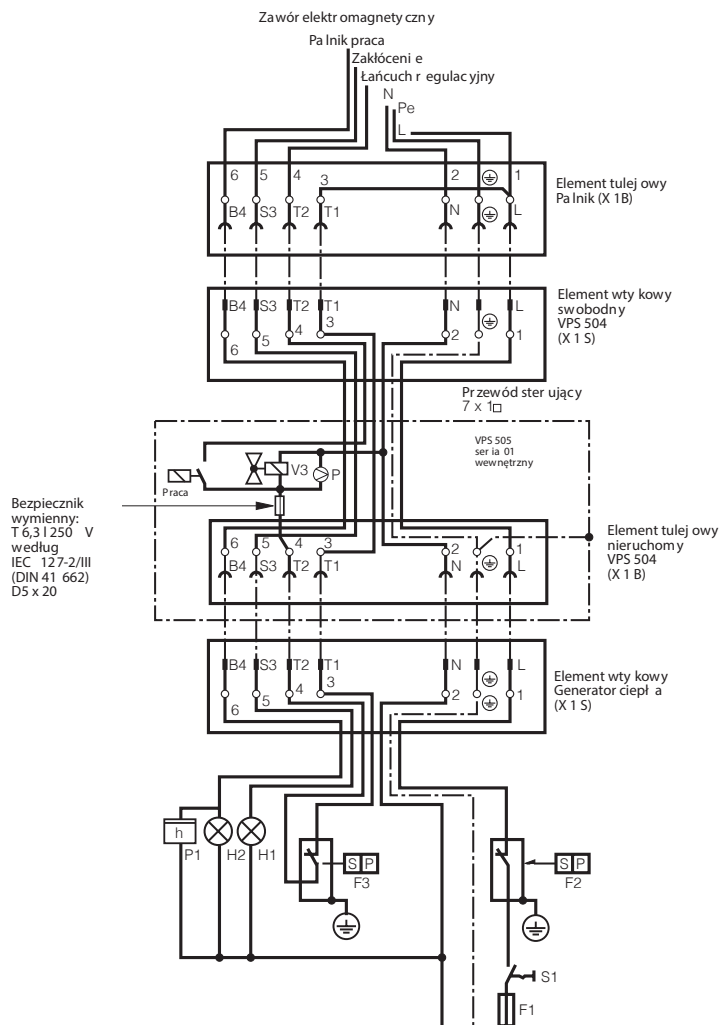 Zawór elektromagnetyczny
Palnik praca
Zakłócenie
Łańcuch regulacyjny
N
Pe
L
6 5 4 3 2 1
B4 S3 T2 T1 N L
Element tulejowy
Palnik (X 1B)
B4 S3 T2 T1 N L
6 5 4 3 2 1
Element wtykowy
swobodny
VPS 504
(X 1 S)
Przewód sterujący
7 x 1□
VPS 505
seria 01
wewnętrzny
Praca
V3
P
Bezpiecznik
wymienny:
T 6,3 l 250 V
według
IEC 127-2/III
(DIN 41 662)
D5 x 20
6 5 4 3 2 1
B4 S3 T2 T1 N L
Element tulejowy
nieruchomy
VPS 504
(X 1 B)
B4 S3 T2 T1 N L
6 5 4 3 2 1
Element wtykowy
Generator ciepła
(X 1 S)
h
P1
H2
H1
S P
F3
S P
F2
S1
F1